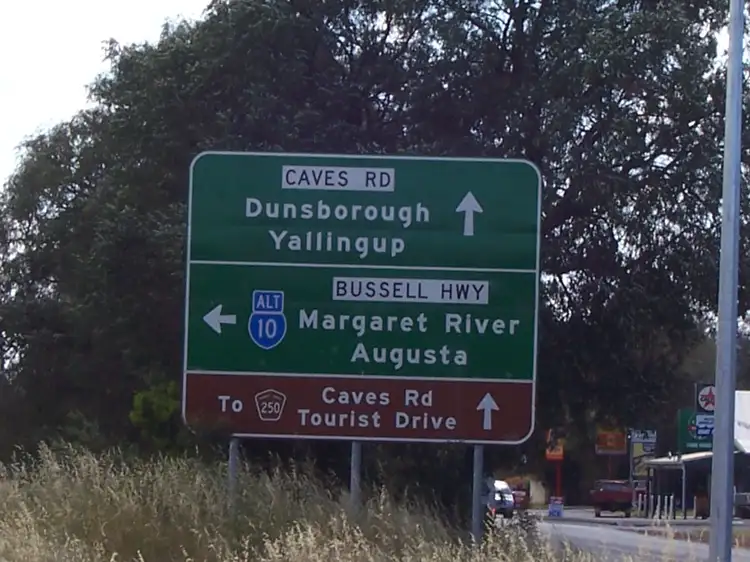 CAVES RD
Dunsborough
Yallingup
BUSSELL HWY
ALT
10
Margaret River
Augusta
To 250 Caves Rd
Tourist Drive